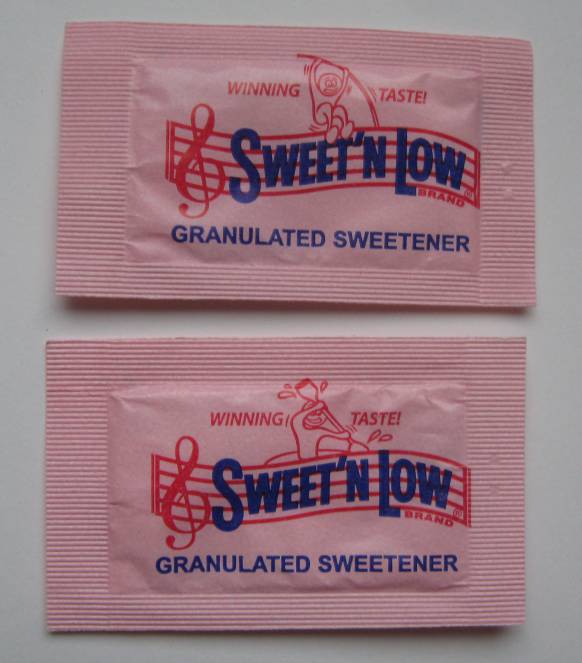 WINNING TASTE!
SWEET'N LOW®
BRAND
GRANULATED SWEETENER
WINNING TASTE!
SWEET'N LOW®
BRAND
GRANULATED SWEETENER